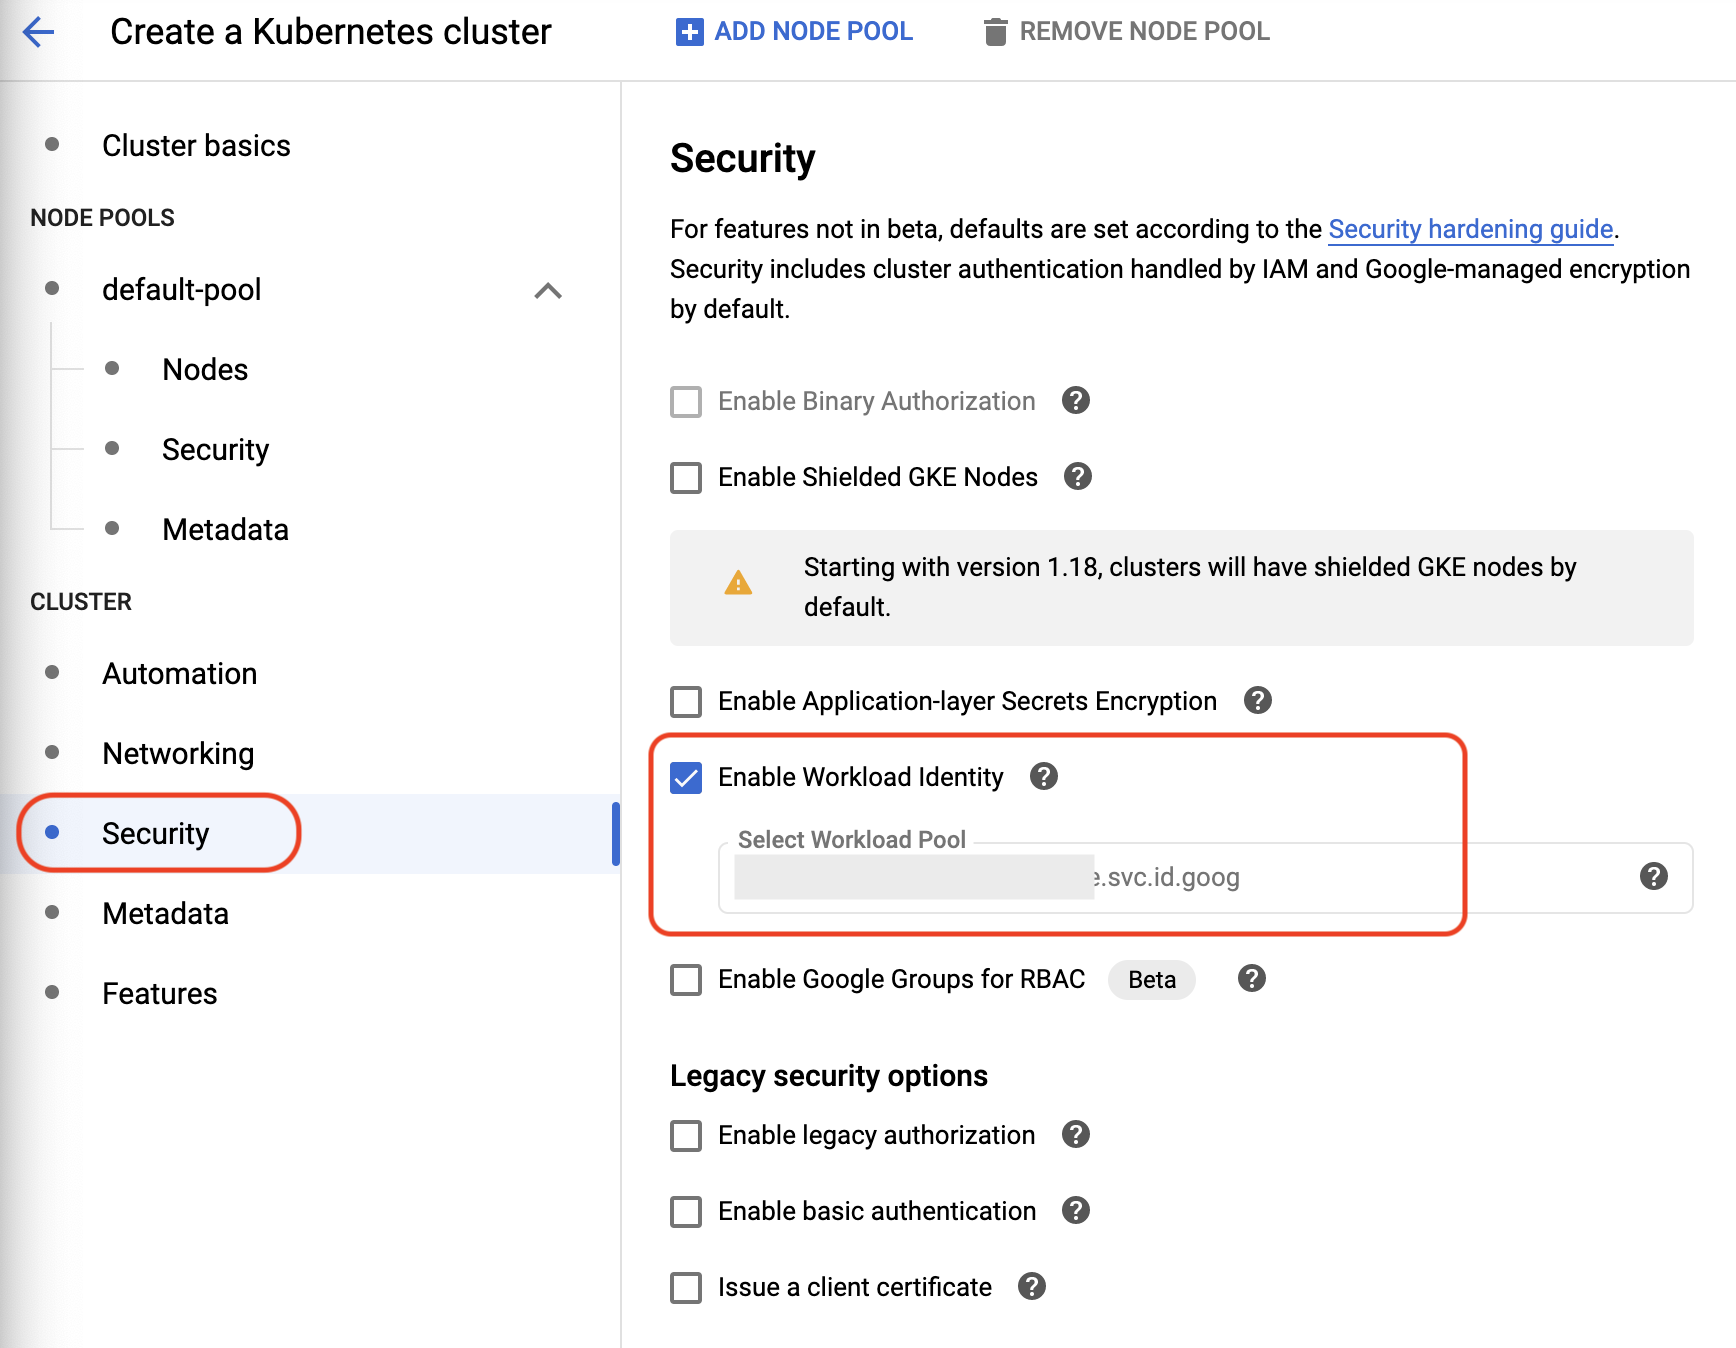 Create a Kubernetes cluster
ADD NODE POOL
REMOVE NODE POOL
Cluster basics
NODE POOLS
default-pool
Nodes
Security
Metadata
CLUSTER
Automation
Networking
Security
Metadata
Features
Security
For features not in beta, defaults are set according to the Security hardening guide.
Security includes cluster authentication handled by IAM and Google-managed encryption
by default.
Enable Binary Authorization
Enable Shielded GKE Nodes
Starting with version 1.18, clusters will have shielded GKE nodes by
default.
Enable Application-layer Secrets Encryption
Enable Workload Identity
Select Workload Pool
e.svc.id.goog
Enable Google Groups for RBAC Beta
Legacy security options
Enable legacy authorization
Enable basic authentication
Issue a client certificate